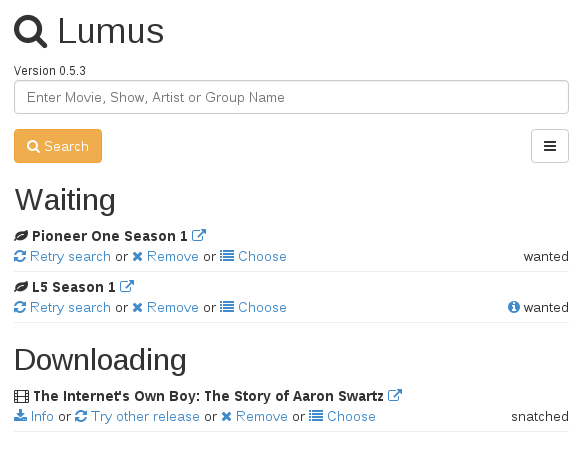 Lumus
Version 0.5.3
Enter Movie, Show, Artist or Group Name
Search
Waiting
Pioneer One Season 1
Retry search or Remove or Choose wanted
L5 Season 1
Retry search or Remove or Choose wanted
Downloading
The Internet's Own Boy: The Story of Aaron Swartz
Info or Try other release or Remove or Choose snatched